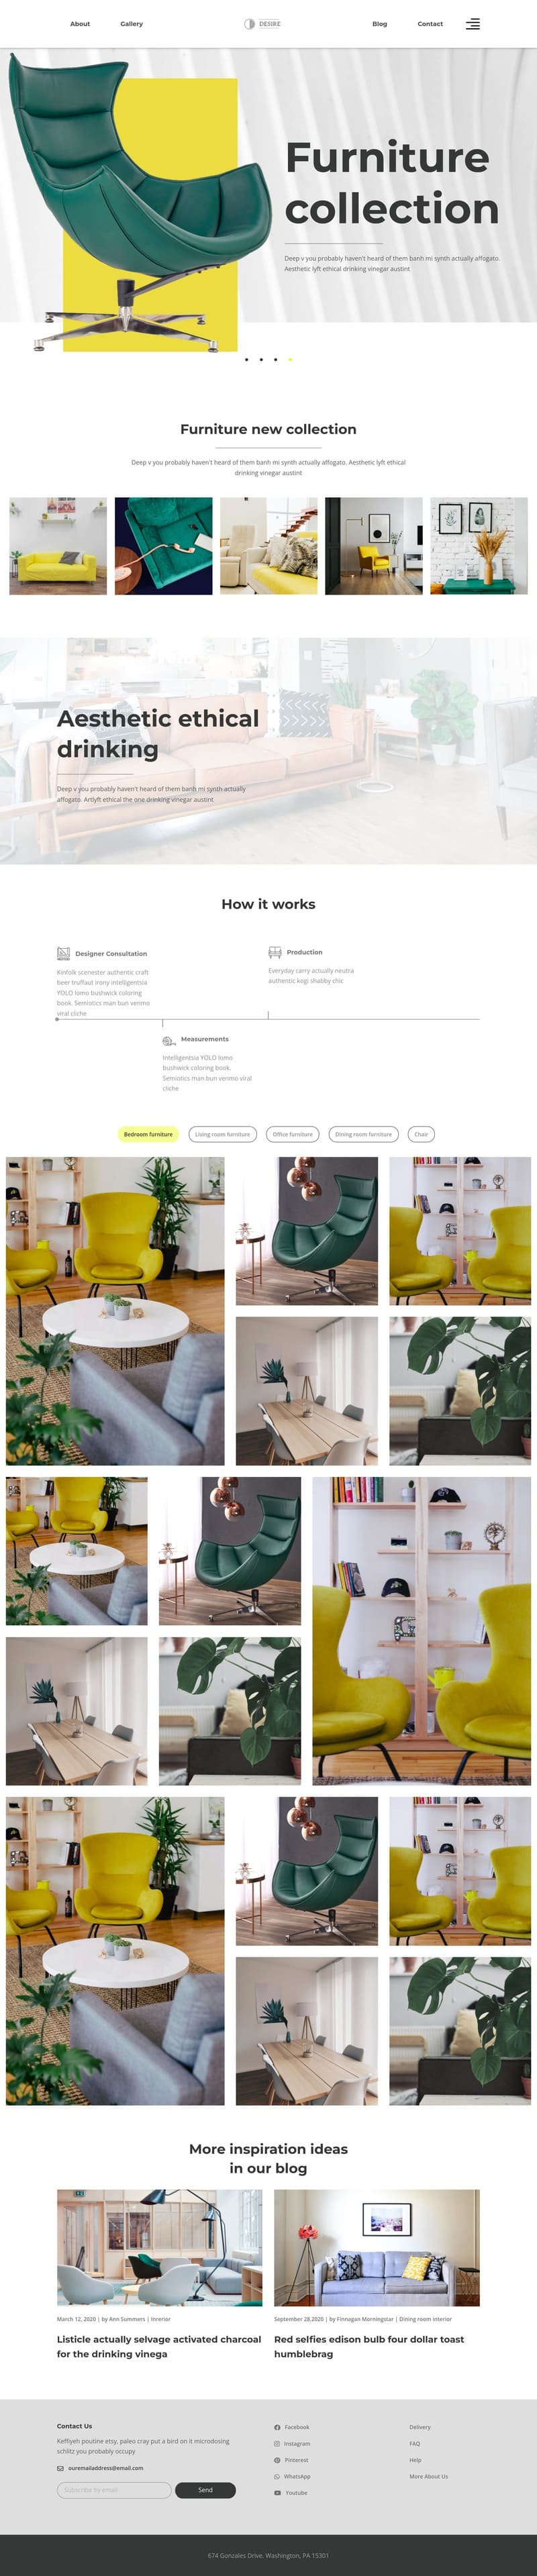 About
Gallery
DESIRE
Blog
Contact
Furniture
collection
Deep v you probably haven't heard of them banh mi synth actually affogato.
Aesthetic lyft ethical drinking vinegar austint
Furniture new collection
Deep v you probably haven't heard of them banh mi synth actually affogato. Aesthetic lyft ethical
drinking vinegar austint
Aesthetic ethical
drinking
Deep v you probably haven't heard of them banh mi synth actually
affogato. Artlyft ethical the one drinking vinegar austint
How it works
Designer Consultation
Kinfolk scenester authentic craft
beer truffaut irony intelligentsia
YOLO lomo bushwick coloring
book. Semiotics man bun venmo
viral cliche
Production
Everyday carry actually neutra
authentic kogi shabby chic
Measurements
Intelligentsia YOLO lomo
bushwick coloring book.
Semiotics man bun venmo viral
cliche
Bedroom furniture
Living room furniture
Office furniture
Dining room furniture
Chair
More inspiration ideas
in our blog
March 12, 2020 | by Ann Summers | Inrerior
Listicle actually selvage activated charcoal
for the drinking vinega
September 28,2020 | by Finnagan Morningstar | Dining room interior
Red selfies edison bulb four dollar toast
humblebrag
Contact Us
Keffiyeh poutine etsy, paleo cray put a bird on it microdosing
schlitz you probably occupy
ouremailaddress@email.com
Subscribe by email
Send
Facebook
Instagram
Pinterest
WhatsApp
Youtube
Delivery
FAQ
Help
More About Us
674 Gonzales Drive. Washington, PA 15301